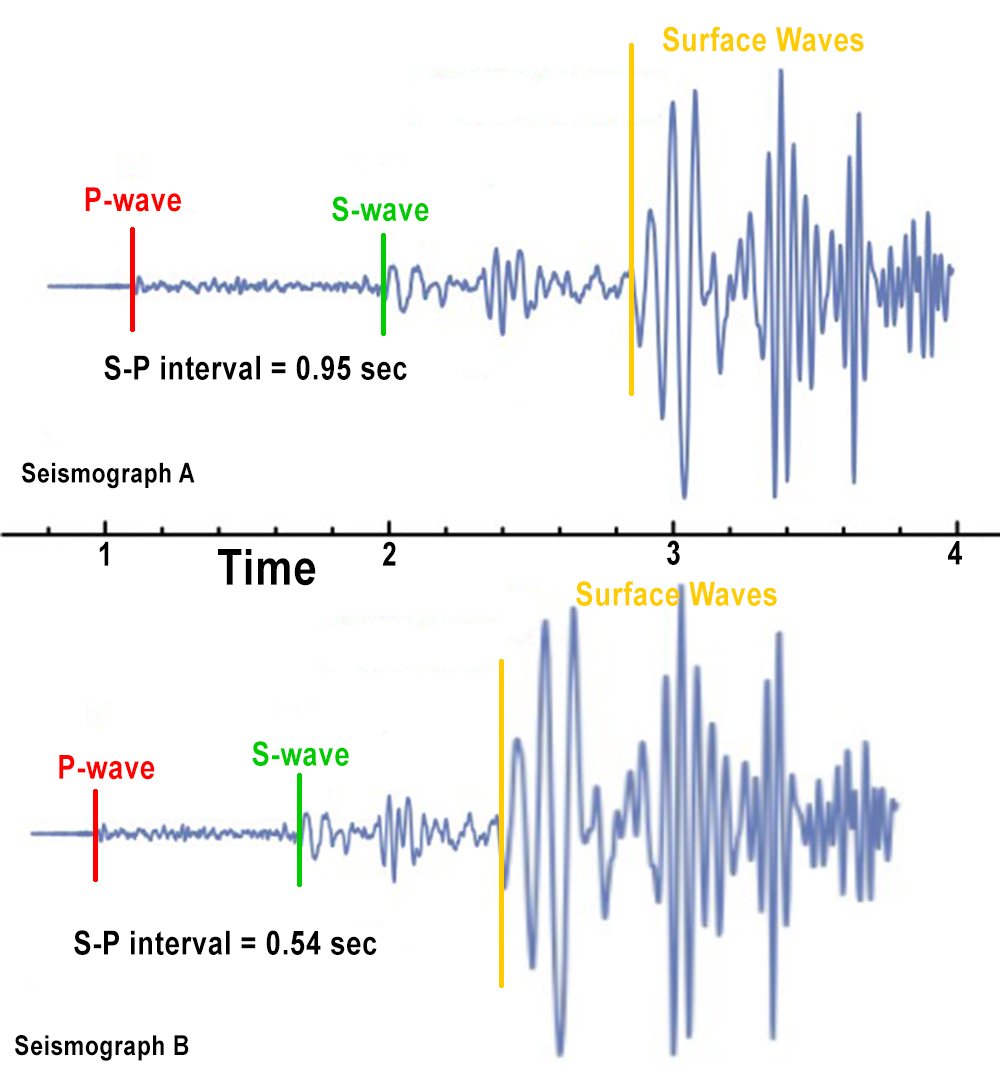 Surface Waves
P-wave
S-wave
S-P interval = 0.95 sec
Seismograph A
1 2 3 4
Time
Surface Waves
S-wave
P-wave
S-P interval = 0.54 sec
Seismograph B